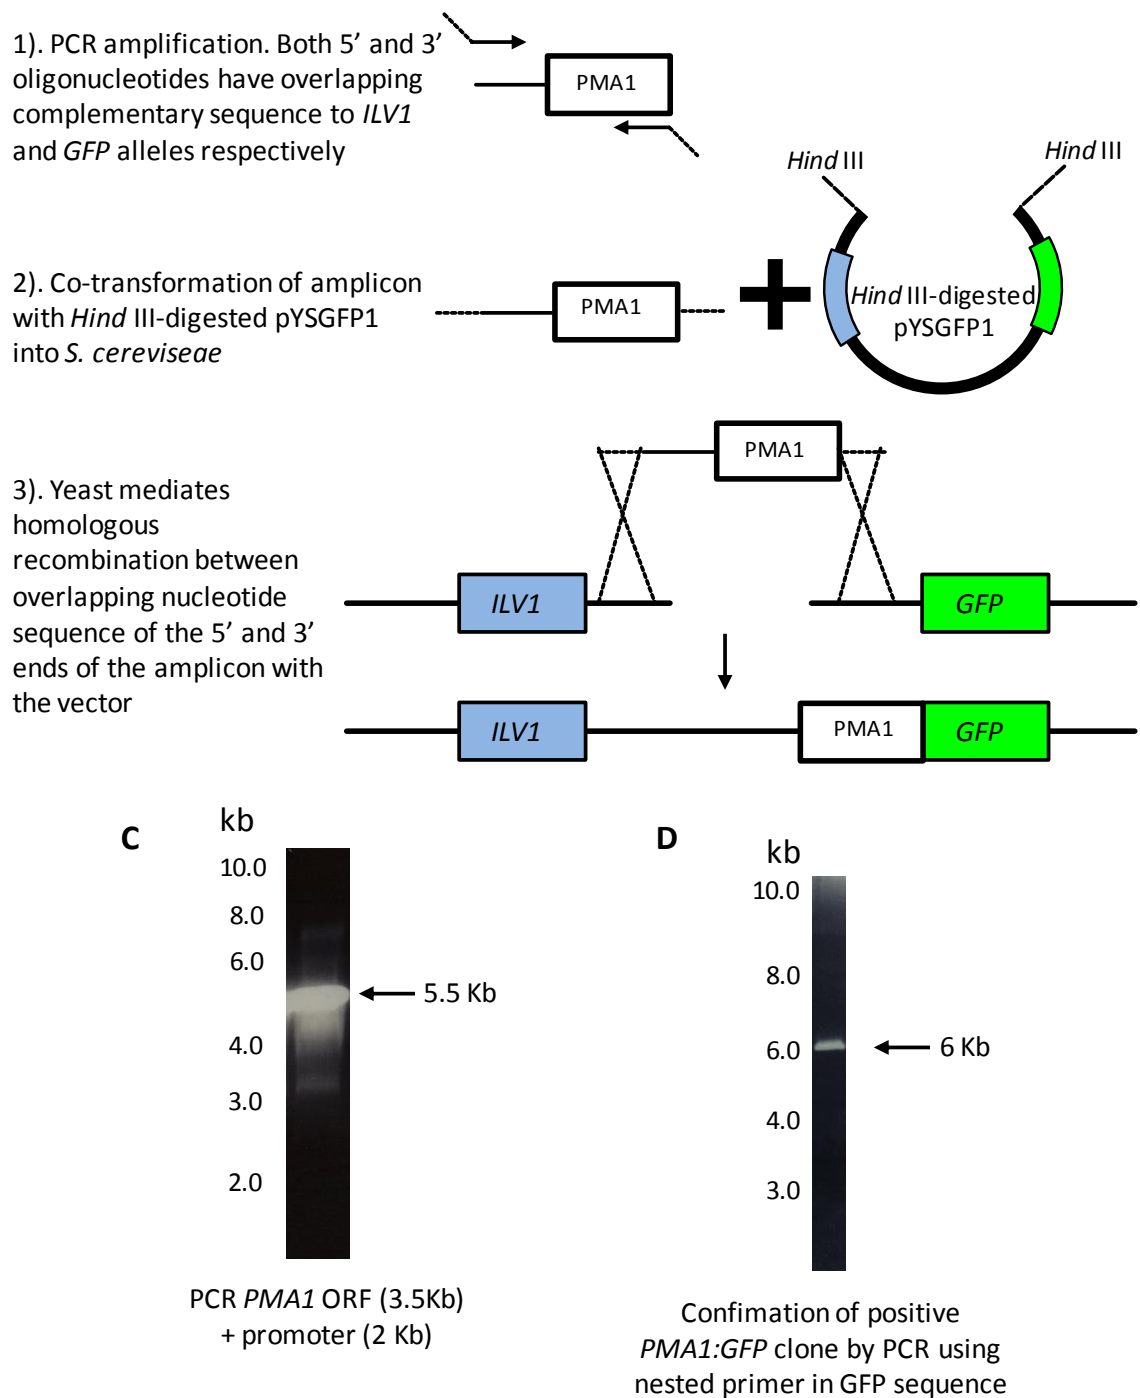 1). PCR amplification. Both 5’ and 3’
oligonucleotides have overlapping
complementary sequence to ILV1
and GFP alleles respectively
PMA1
Hind III
Hind III
2). Co-transformation of amplicon
with Hind III-digested pYSGFP1
into S. cereviseae
PMA1
Hind III-digested
pYSGFP1
3). Yeast mediates
homologous
recombination between
overlapping nucleotide
sequence of the 5’ and 3’
ends of the amplicon with
the vector
PMA1
ILV1
GFP
ILV1
PMA1
GFP
C
kb
10.0
8.0
6.0
4.0
3.0
2.0
5.5 Kb
PCR PMA1 ORF (3.5Kb)
+ promoter (2 Kb)
D
kb
10.0
8.0
6.0
4.0
3.0
6 Kb
Confimation of positive
PMA1:GFP clone by PCR using
nested primer in GFP sequence